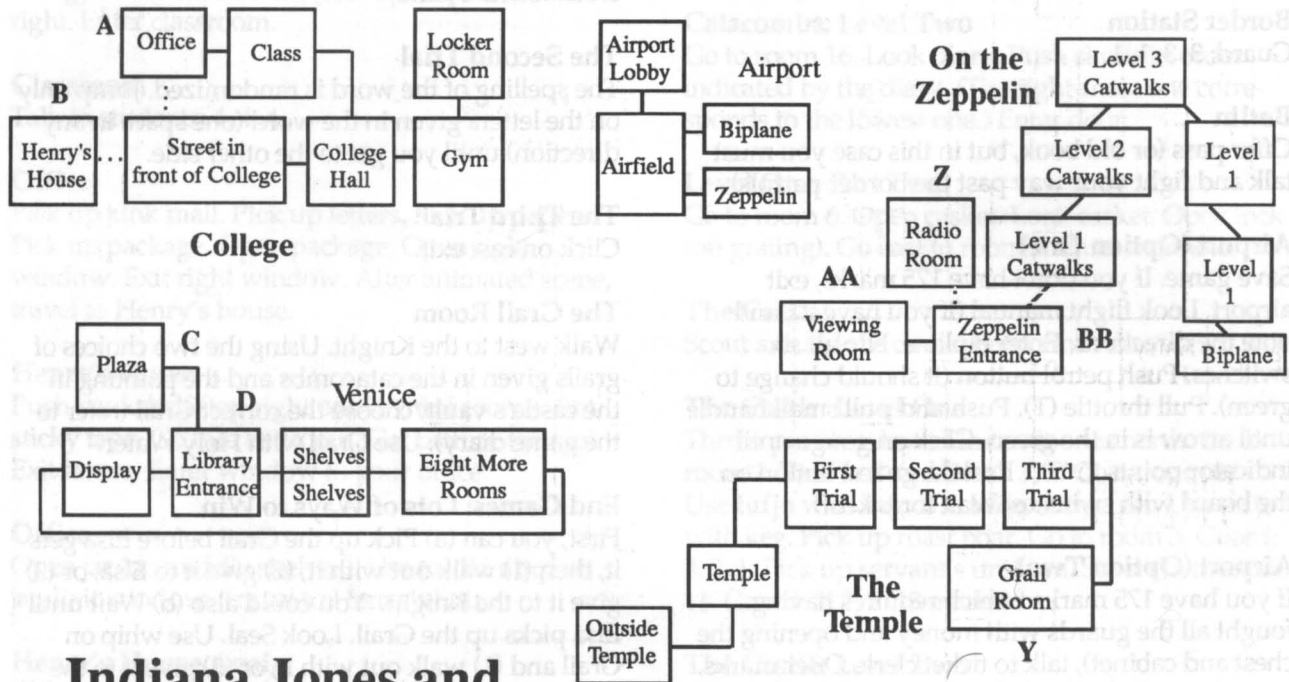 A
Office
Class
Locker
Room
Airport
Lobby
Airport
B
Henry's
House
Street in
front of College
College
Hall
Gym
Airfield
Biplane
Zeppelin
College
On the
Zeppelin
Level 3
Catwalks
Level 2
Catwalks
Level
1
Z
Radio
Room
Level 1
Catwalks
Level
1
AA
Viewing
Room
Zeppelin
Entrance
BB
Biplane
Plaza
C
D
Venice
Display
Library
Entrance
Shelves
Shelves
Eight More
Rooms
First
Trial
Second
Trial
Third
Trial
Temple
The
Temple
Grail
Room
Outside
Temple
Y
Indiana Jones and